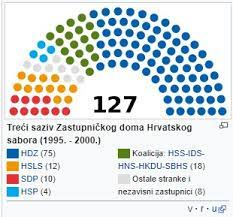 127
Treći saziv Zastupničkog doma Hrvatskog
sabora (1995. - 2000.)
HDZ (75)
HSLS (12)
SDP (10)
HSP (4)
Koalicija: HSS-IDS-
HNS-HKDU-SBHS (18)
Ostale stranke i
nezavisni zastupnici (8)
v · r · u